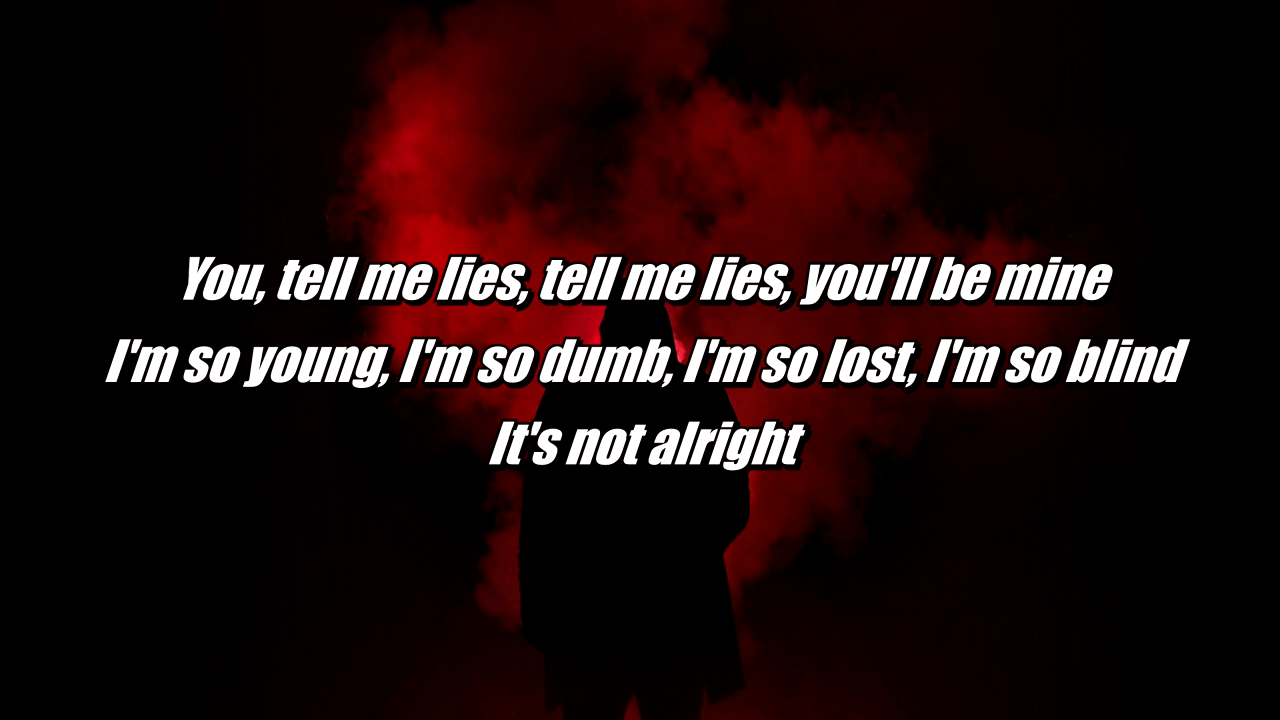 You, tell me lies, tell me lies, you'll be mine
I'm so young, I'm so dumb, I'm so lost, I'm so blind
It's not alright